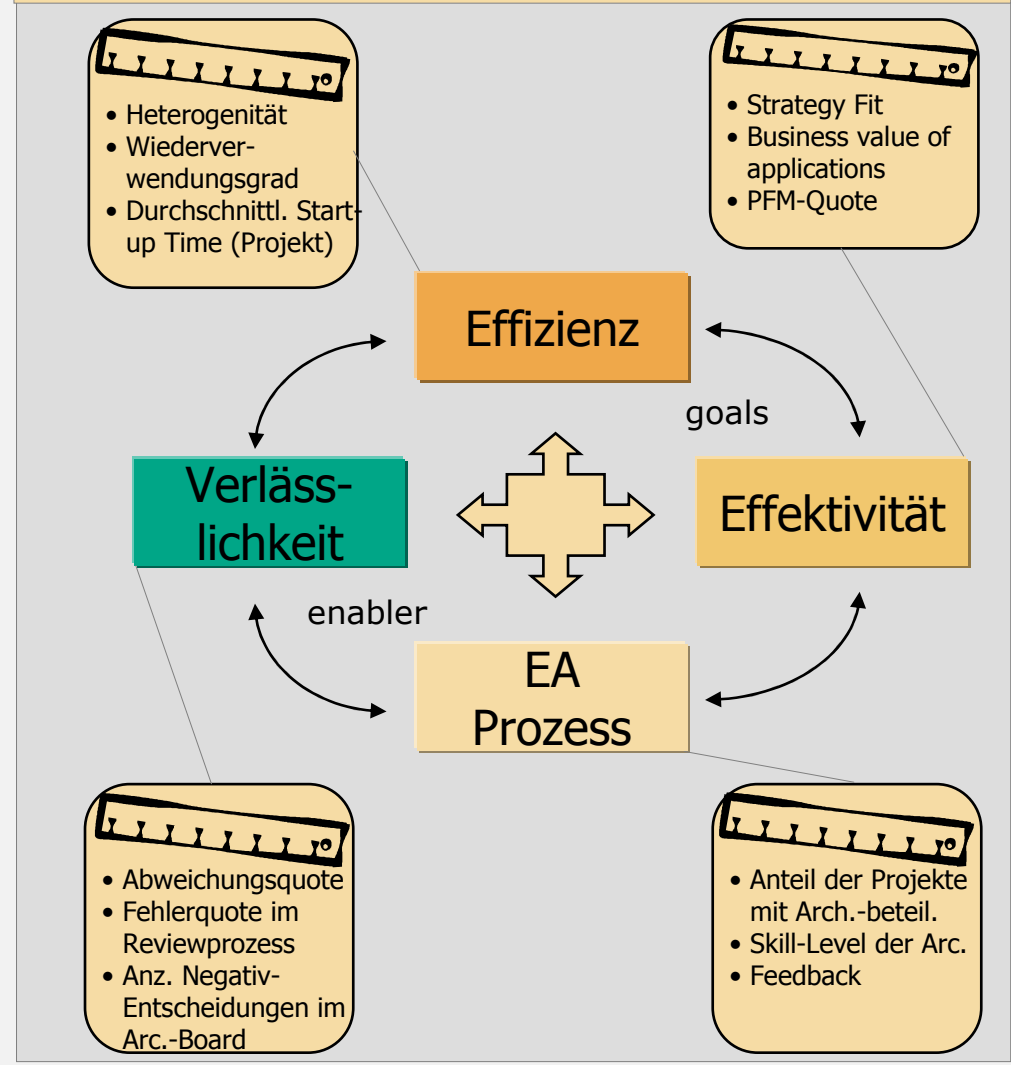 • Heterogenität
• Wiederver-
wendungsgrad
• Durchschnittl. Start-
up Time (Projekt)
• Strategy Fit
• Business value of
applications
• PFM-Quote
Effizienz
goals
Verläss-
lichkeit
Effektivität
enabler
EA
Prozess
• Abweichungsquote
• Fehlerquote im
Reviewprozess
• Anz. Negativ-
Entscheidungen im
Arc.-Board
• Anteil der Projekte
mit Arch.-beteil.
• Skill-Level der Arc.
• Feedback